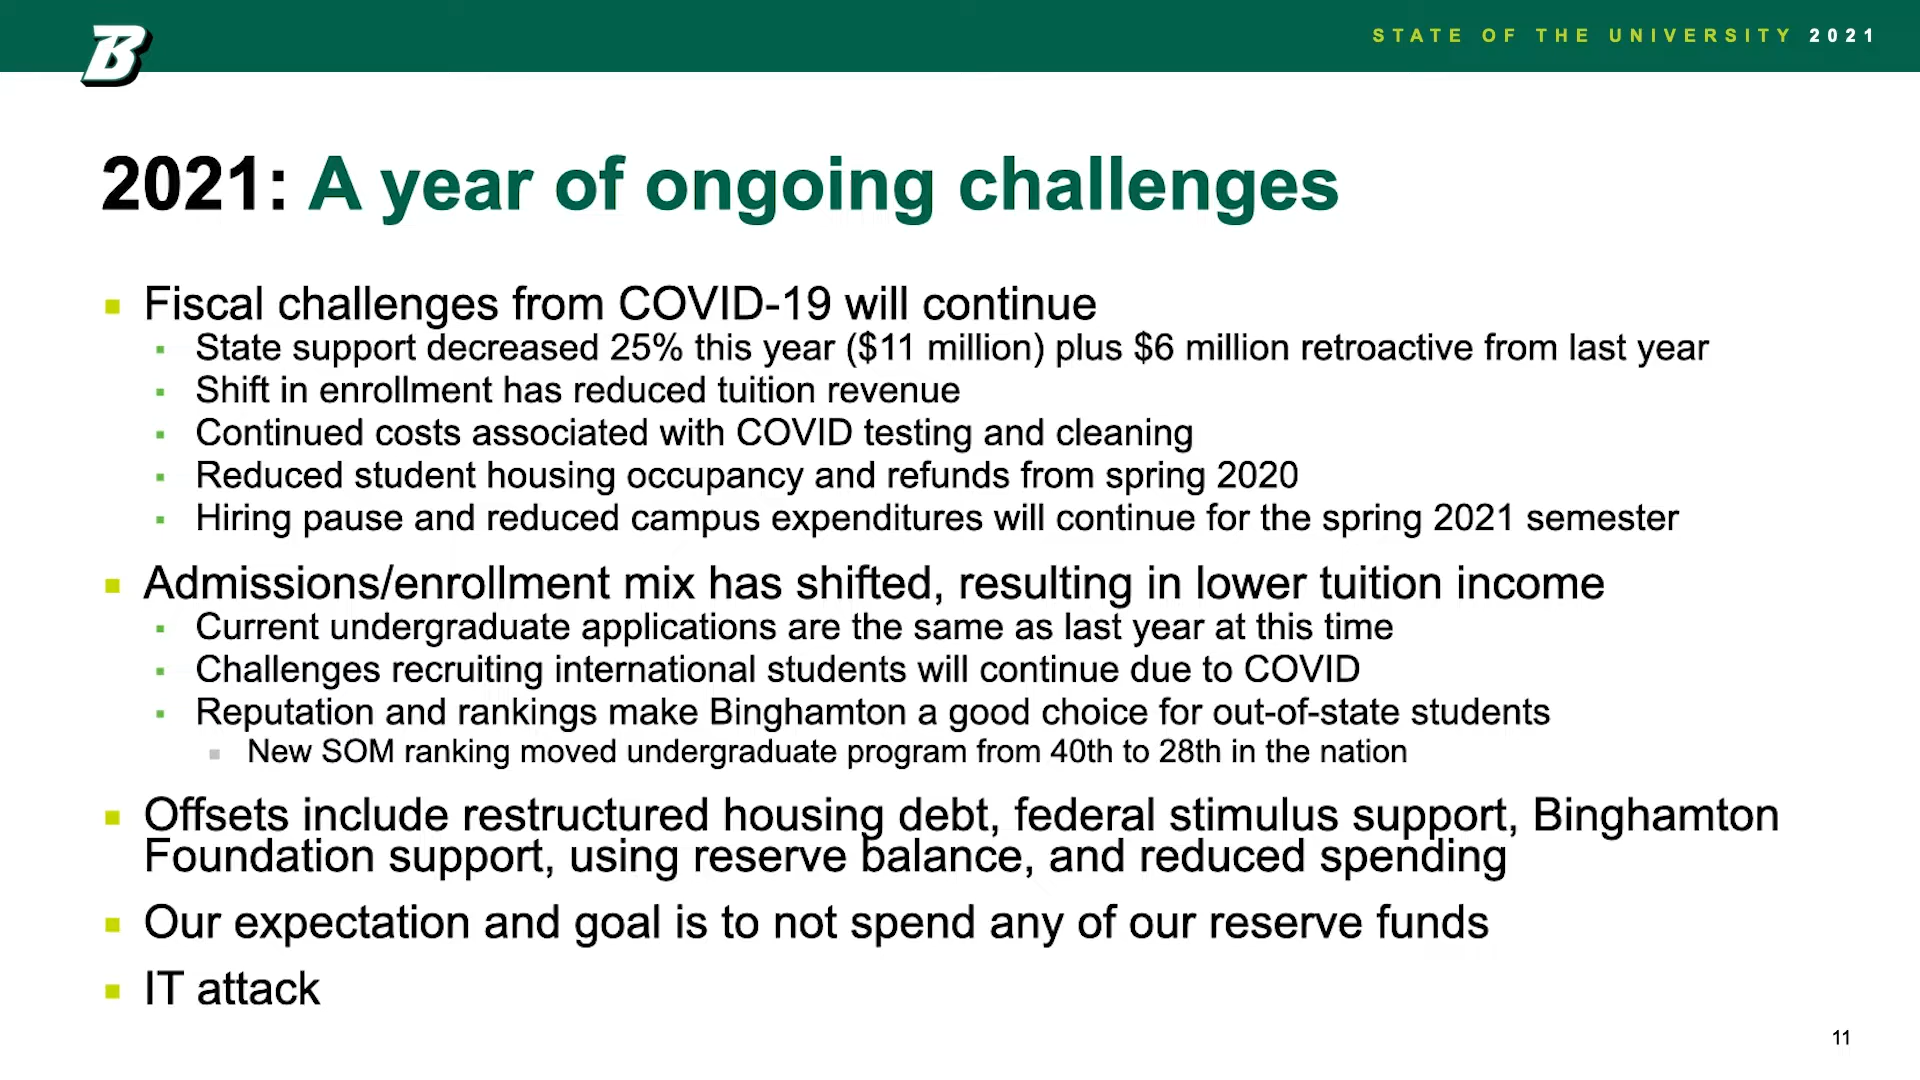 B
STATE OF THE UNIVERSITY 2021
2021: A year of ongoing challenges
Fiscal challenges from COVID-19 will continue
State support decreased 25% this year ($11 million) plus $6 million retroactive from last year
Shift in enrollment has reduced tuition revenue
Continued costs associated with COVID testing and cleaning
Reduced student housing occupancy and refunds from spring 2020
Hiring pause and reduced campus expenditures will continue for the spring 2021 semester
Admissions/enrollment mix has shifted, resulting in lower tuition income
Current undergraduate applications are the same as last year at this time
Challenges recruiting international students will continue due to COVID
Reputation and rankings make Binghamton a good choice for out-of-state students
New SOM ranking moved undergraduate program from 40th to 28th in the nation
Offsets include restructured housing debt, federal stimulus support, Binghamton
Foundation support, using reserve balance, and reduced spending
Our expectation and goal is to not spend any of our reserve funds
IT attack
11